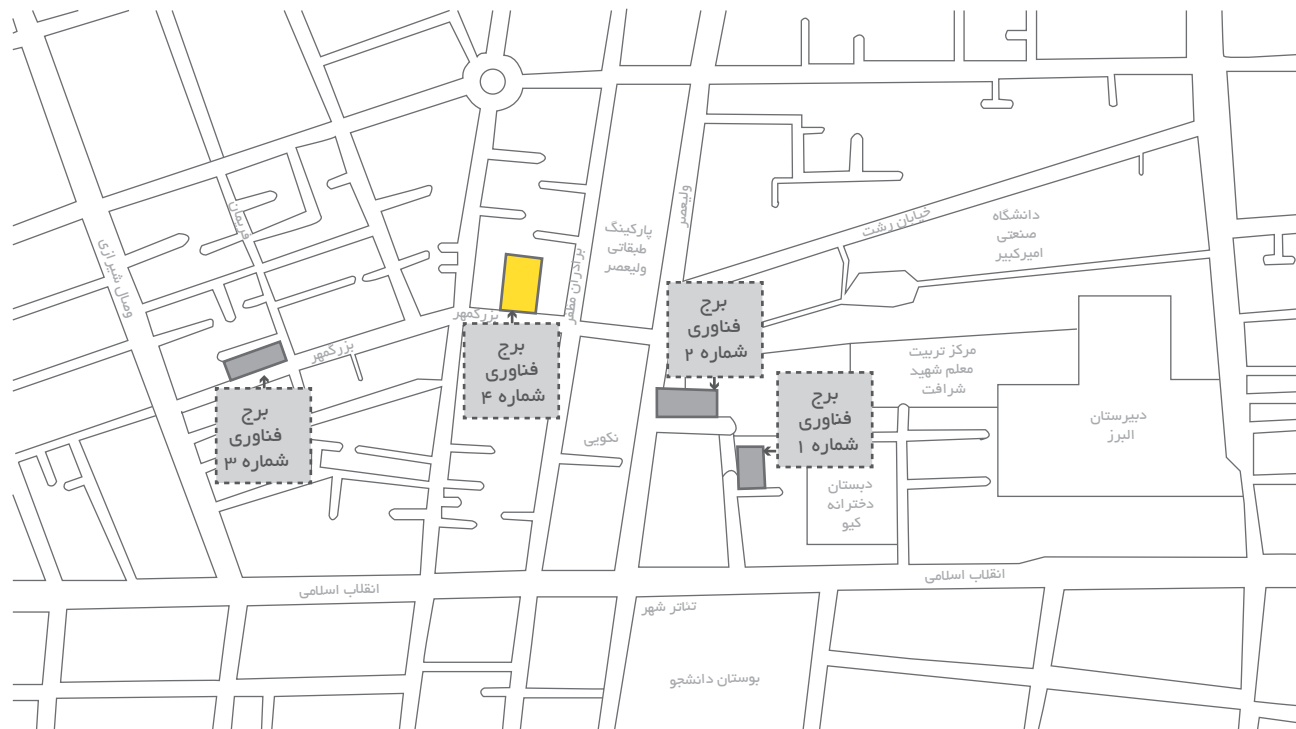 وصال شیرازی
فریمان
بزرگمهر
بزرگمهر
برادران مظفر
پارکینگ
طبقاتی
ولیعصر
ولیعصر
خیابان رشت
دانشگاه
صنعتی
امیرکبیر
برج
فناوری
شماره ۲
برج
فناوری
شماره ۴
برج
فناوری
شماره ۱
برج
فناوری
شماره ۳
مرکز تربیت
معلم شهید
شرافت
دبیرستان
البرز
نکویی
دبستان
دخترانه
کیو
انقلاب اسلامی
انقلاب اسلامی
تئاتر شهر
بوستان دانشجو